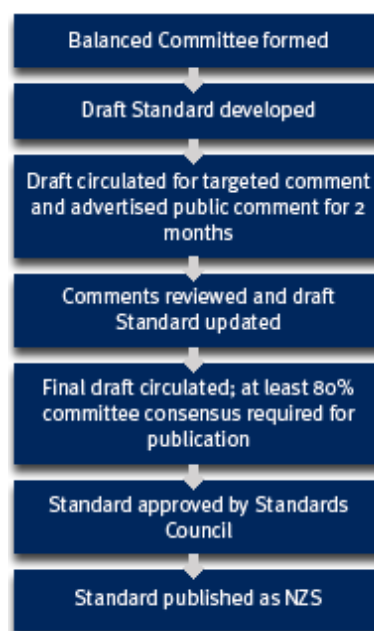 Balanced Committee formed
Draft Standard developed
Draft circulated for targeted comment
and advertised public comment for 2
months
Comments reviewed and draft
Standard updated
Final draft circulated; at least 80%
committee consensus required for
publication
Standard approved by Standards
Council
Standard published as NZS